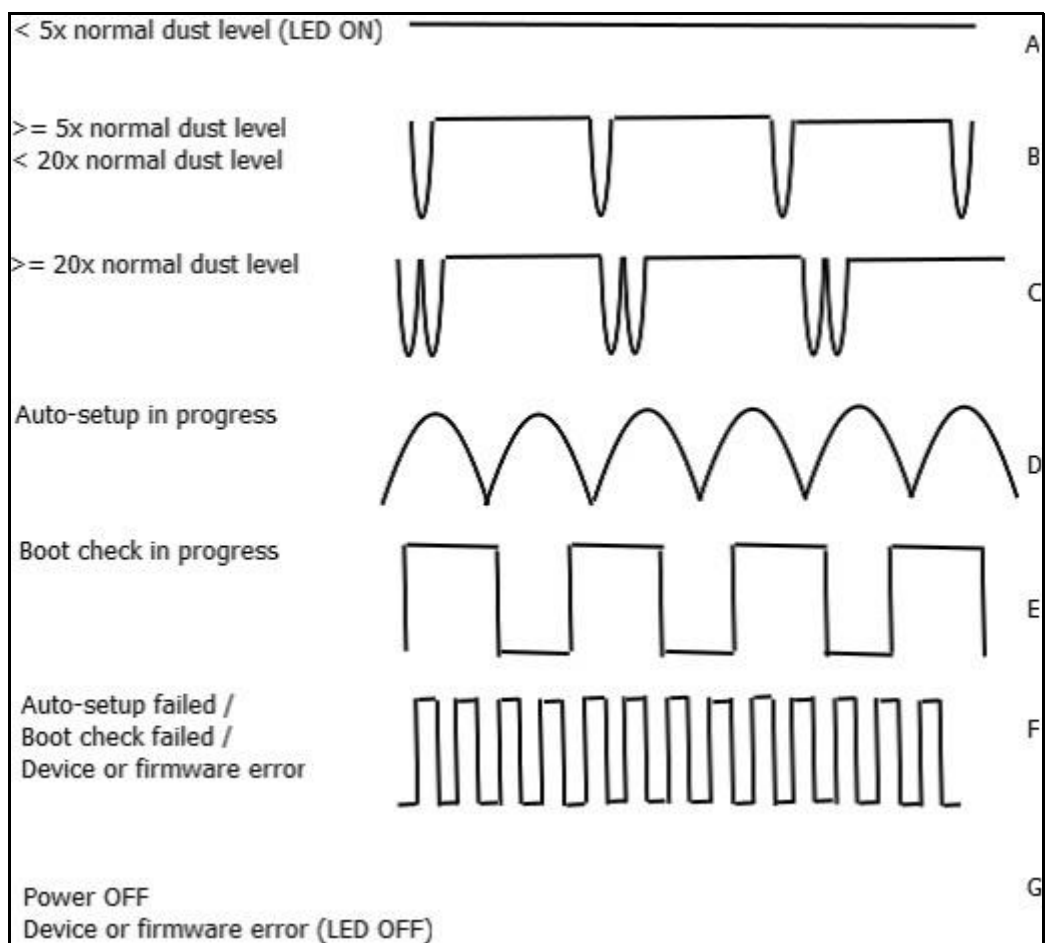 < 5x normal dust level (LED ON)
A
>= 5x normal dust level
< 20x normal dust level
B
>= 20x normal dust level
C
Auto-setup in progress
D
Boot check in progress
E
Auto-setup failed /
Boot check failed /
Device or firmware error
F
Power OFF
Device or firmware error (LED OFF)
G